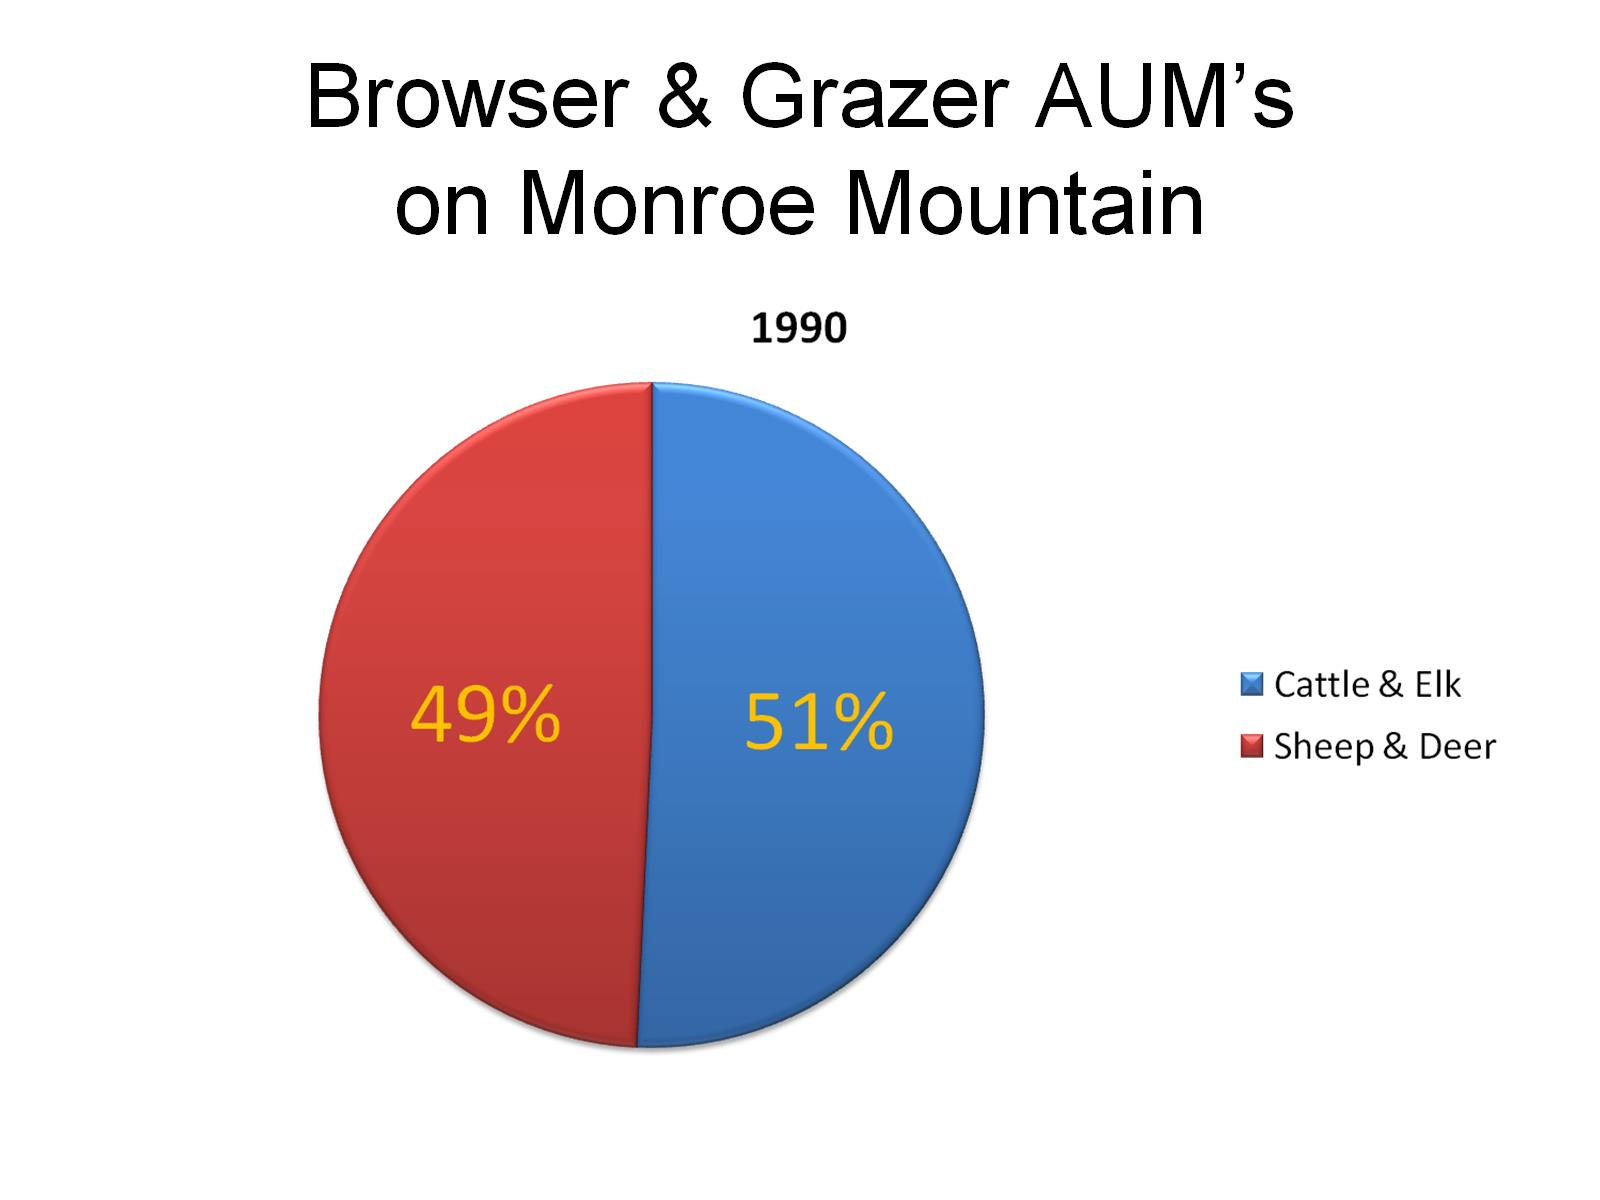 Browser & Grazer AUM’s
on Monroe Mountain
1990
49%
51%
Cattle & Elk
Sheep & Deer